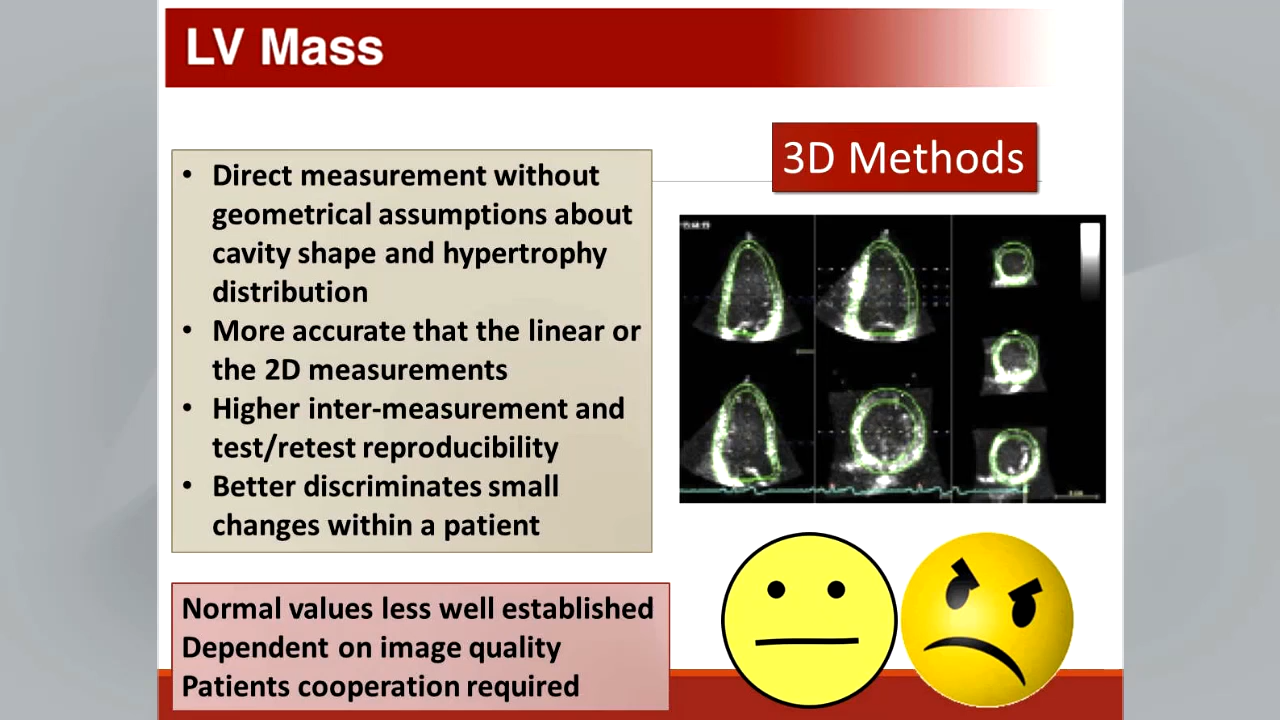 LV Mass
3D Methods
• Direct measurement without
geometrical assumptions about
cavity shape and hypertrophy
distribution
• More accurate that the linear or
the 2D measurements
• Higher inter-measurement and
test/retest reproducibility
• Better discriminates small
changes within a patient
Normal values less well established
Dependent on image quality
Patients cooperation required